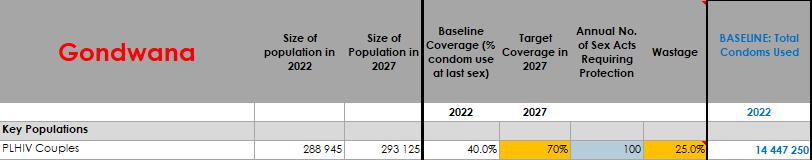 Gondwana
Size of
population in
2022
Size of
Population in
2027
Baseline
Coverage (%
condom use
at last sex)
Target
Coverage in
2027
Annual No.
of Sex Acts
Requiring
Protection
Wastage
BASELINE: Total
Condoms Used
2022
2027
2022
Key Populations
PLHIV Couples
288 945
293 125
40.0%
70%
100
25.0%
14 447 250